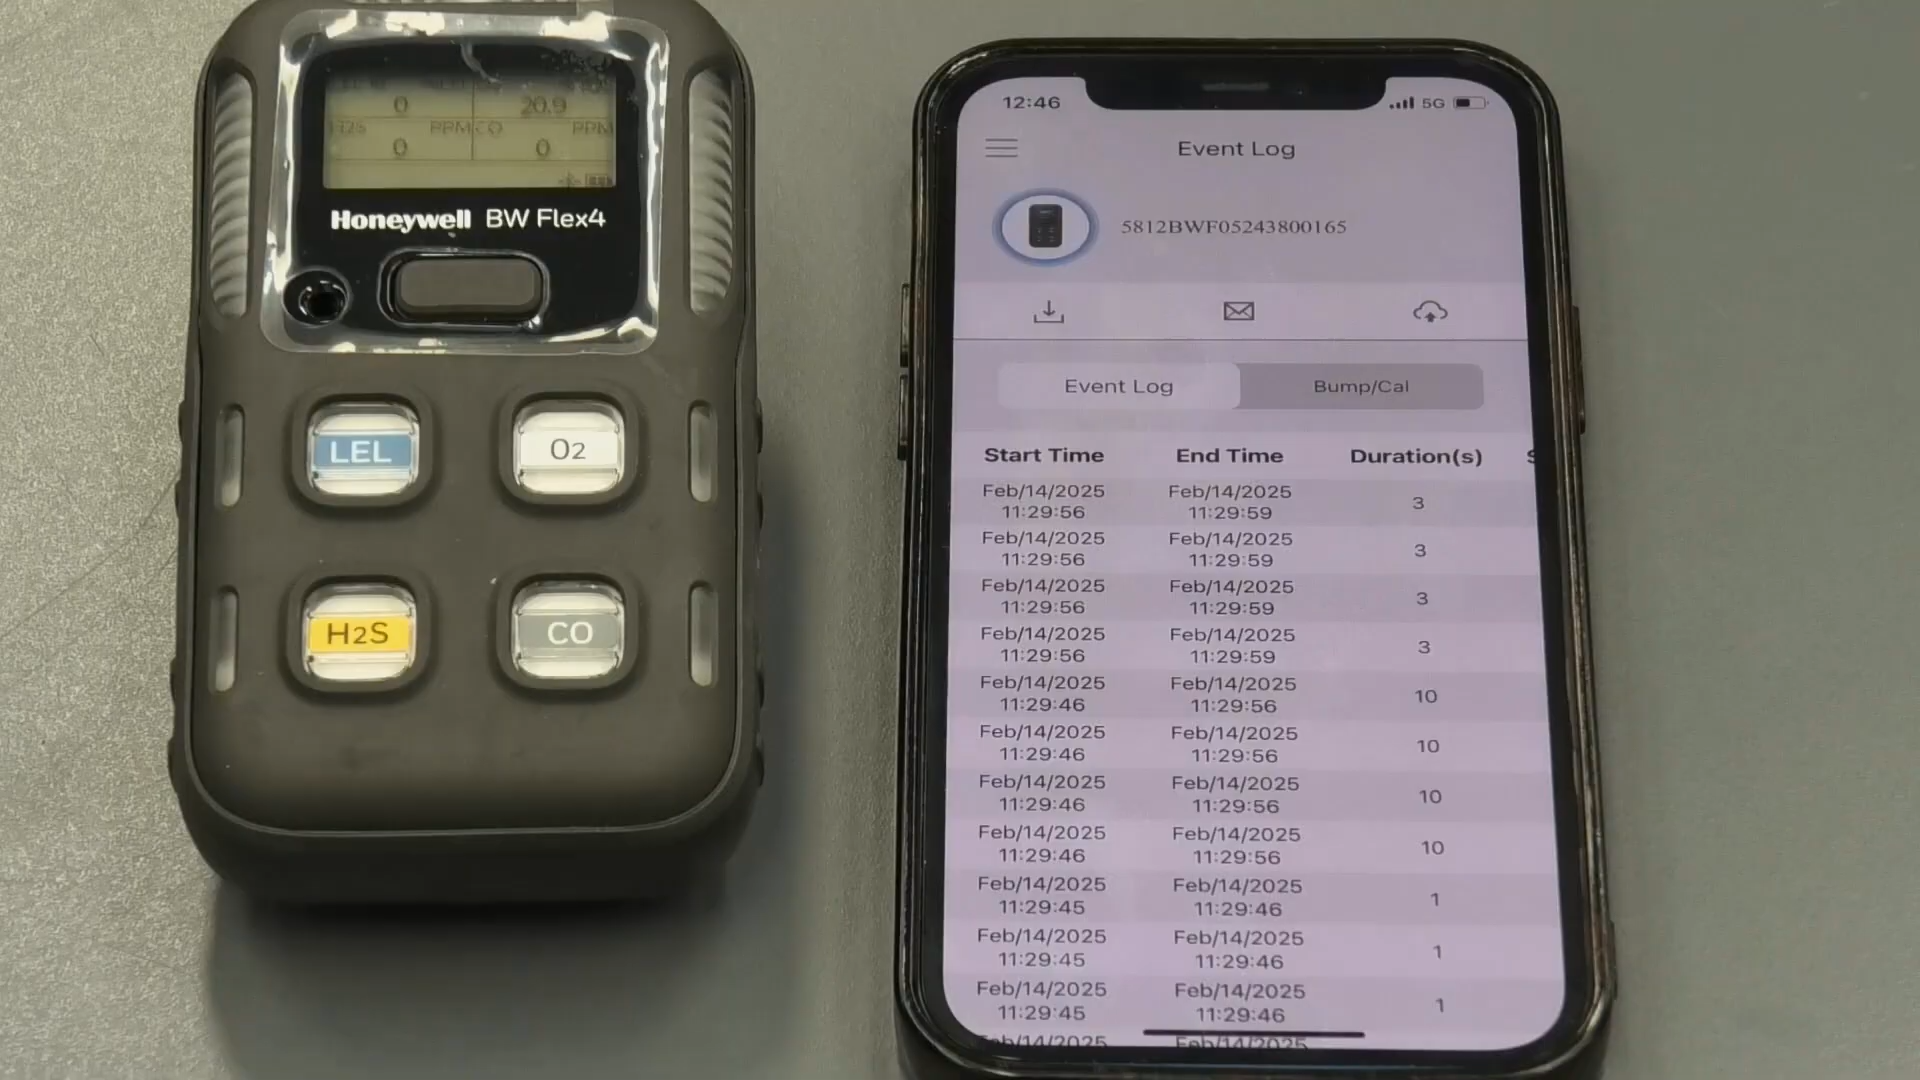 0 20.9
H2S PPM CO PPM
0 0
Honeywell BW Flex4
LEL
O2
H2S
CO
12:46 5G
Event Log
5812BWF05243800165
Event Log Bump/Cal
Start Time End Time Duration(s)
Feb/14/2025 Feb/14/2025
11:29:56 11:29:59 3
Feb/14/2025 Feb/14/2025
11:29:56 11:29:59 3
Feb/14/2025 Feb/14/2025
11:29:56 11:29:59 3
Feb/14/2025 Feb/14/2025
11:29:56 11:29:59 3
Feb/14/2025 Feb/14/2025
11:29:46 11:29:56 10
Feb/14/2025 Feb/14/2025
11:29:46 11:29:56 10
Feb/14/2025 Feb/14/2025
11:29:46 11:29:56 10
Feb/14/2025 Feb/14/2025
11:29:46 11:29:56 10
Feb/14/2025 Feb/14/2025
11:29:45 11:29:46 1
Feb/14/2025 Feb/14/2025
11:29:45 11:29:46 1
Feb/14/2025 Feb/14/2025
11:29:45 11:29:46 1
Feb/14/2025 Feb/14/2025